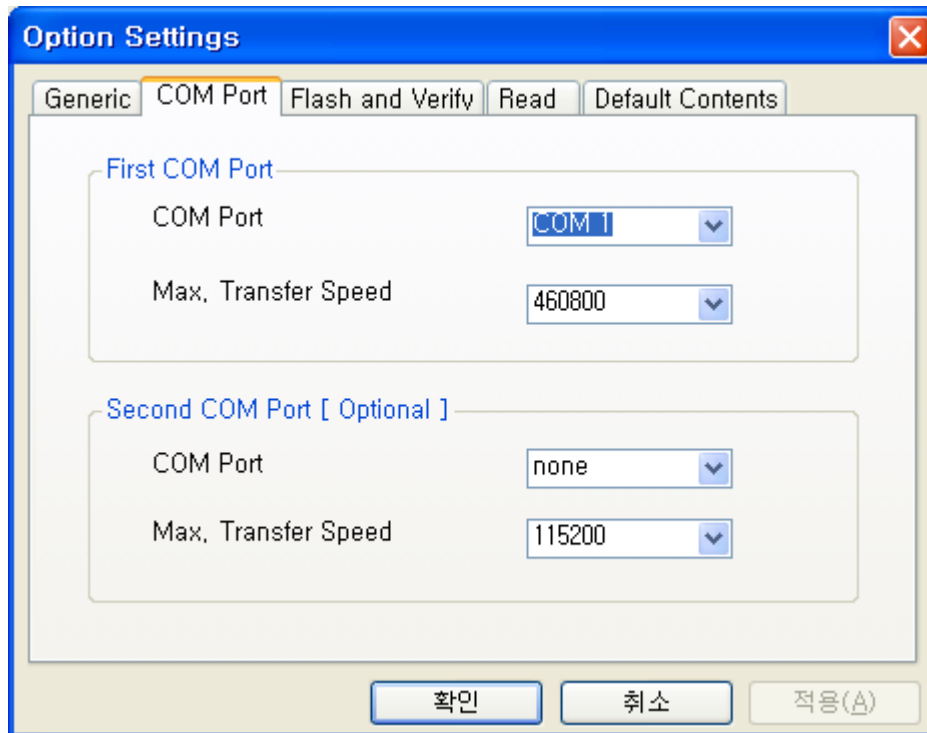 Option Settings
Generic COM Port Flash and Verify Read Default Contents
First COM Port
COM Port COM 1
Max, Transfer Speed 460800
Second COM Port [ Optional ]
COM Port none
Max, Transfer Speed 115200
확인 취소 적용(A)